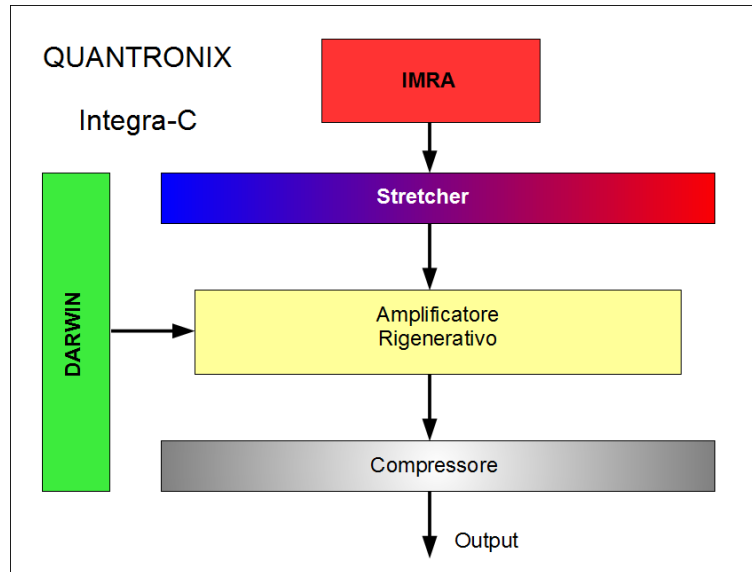 QUANTRONIX
Integra-C
IMRA
Stretcher
DARWIN
Amplificatore
Rigenerativo
Compressore
Output